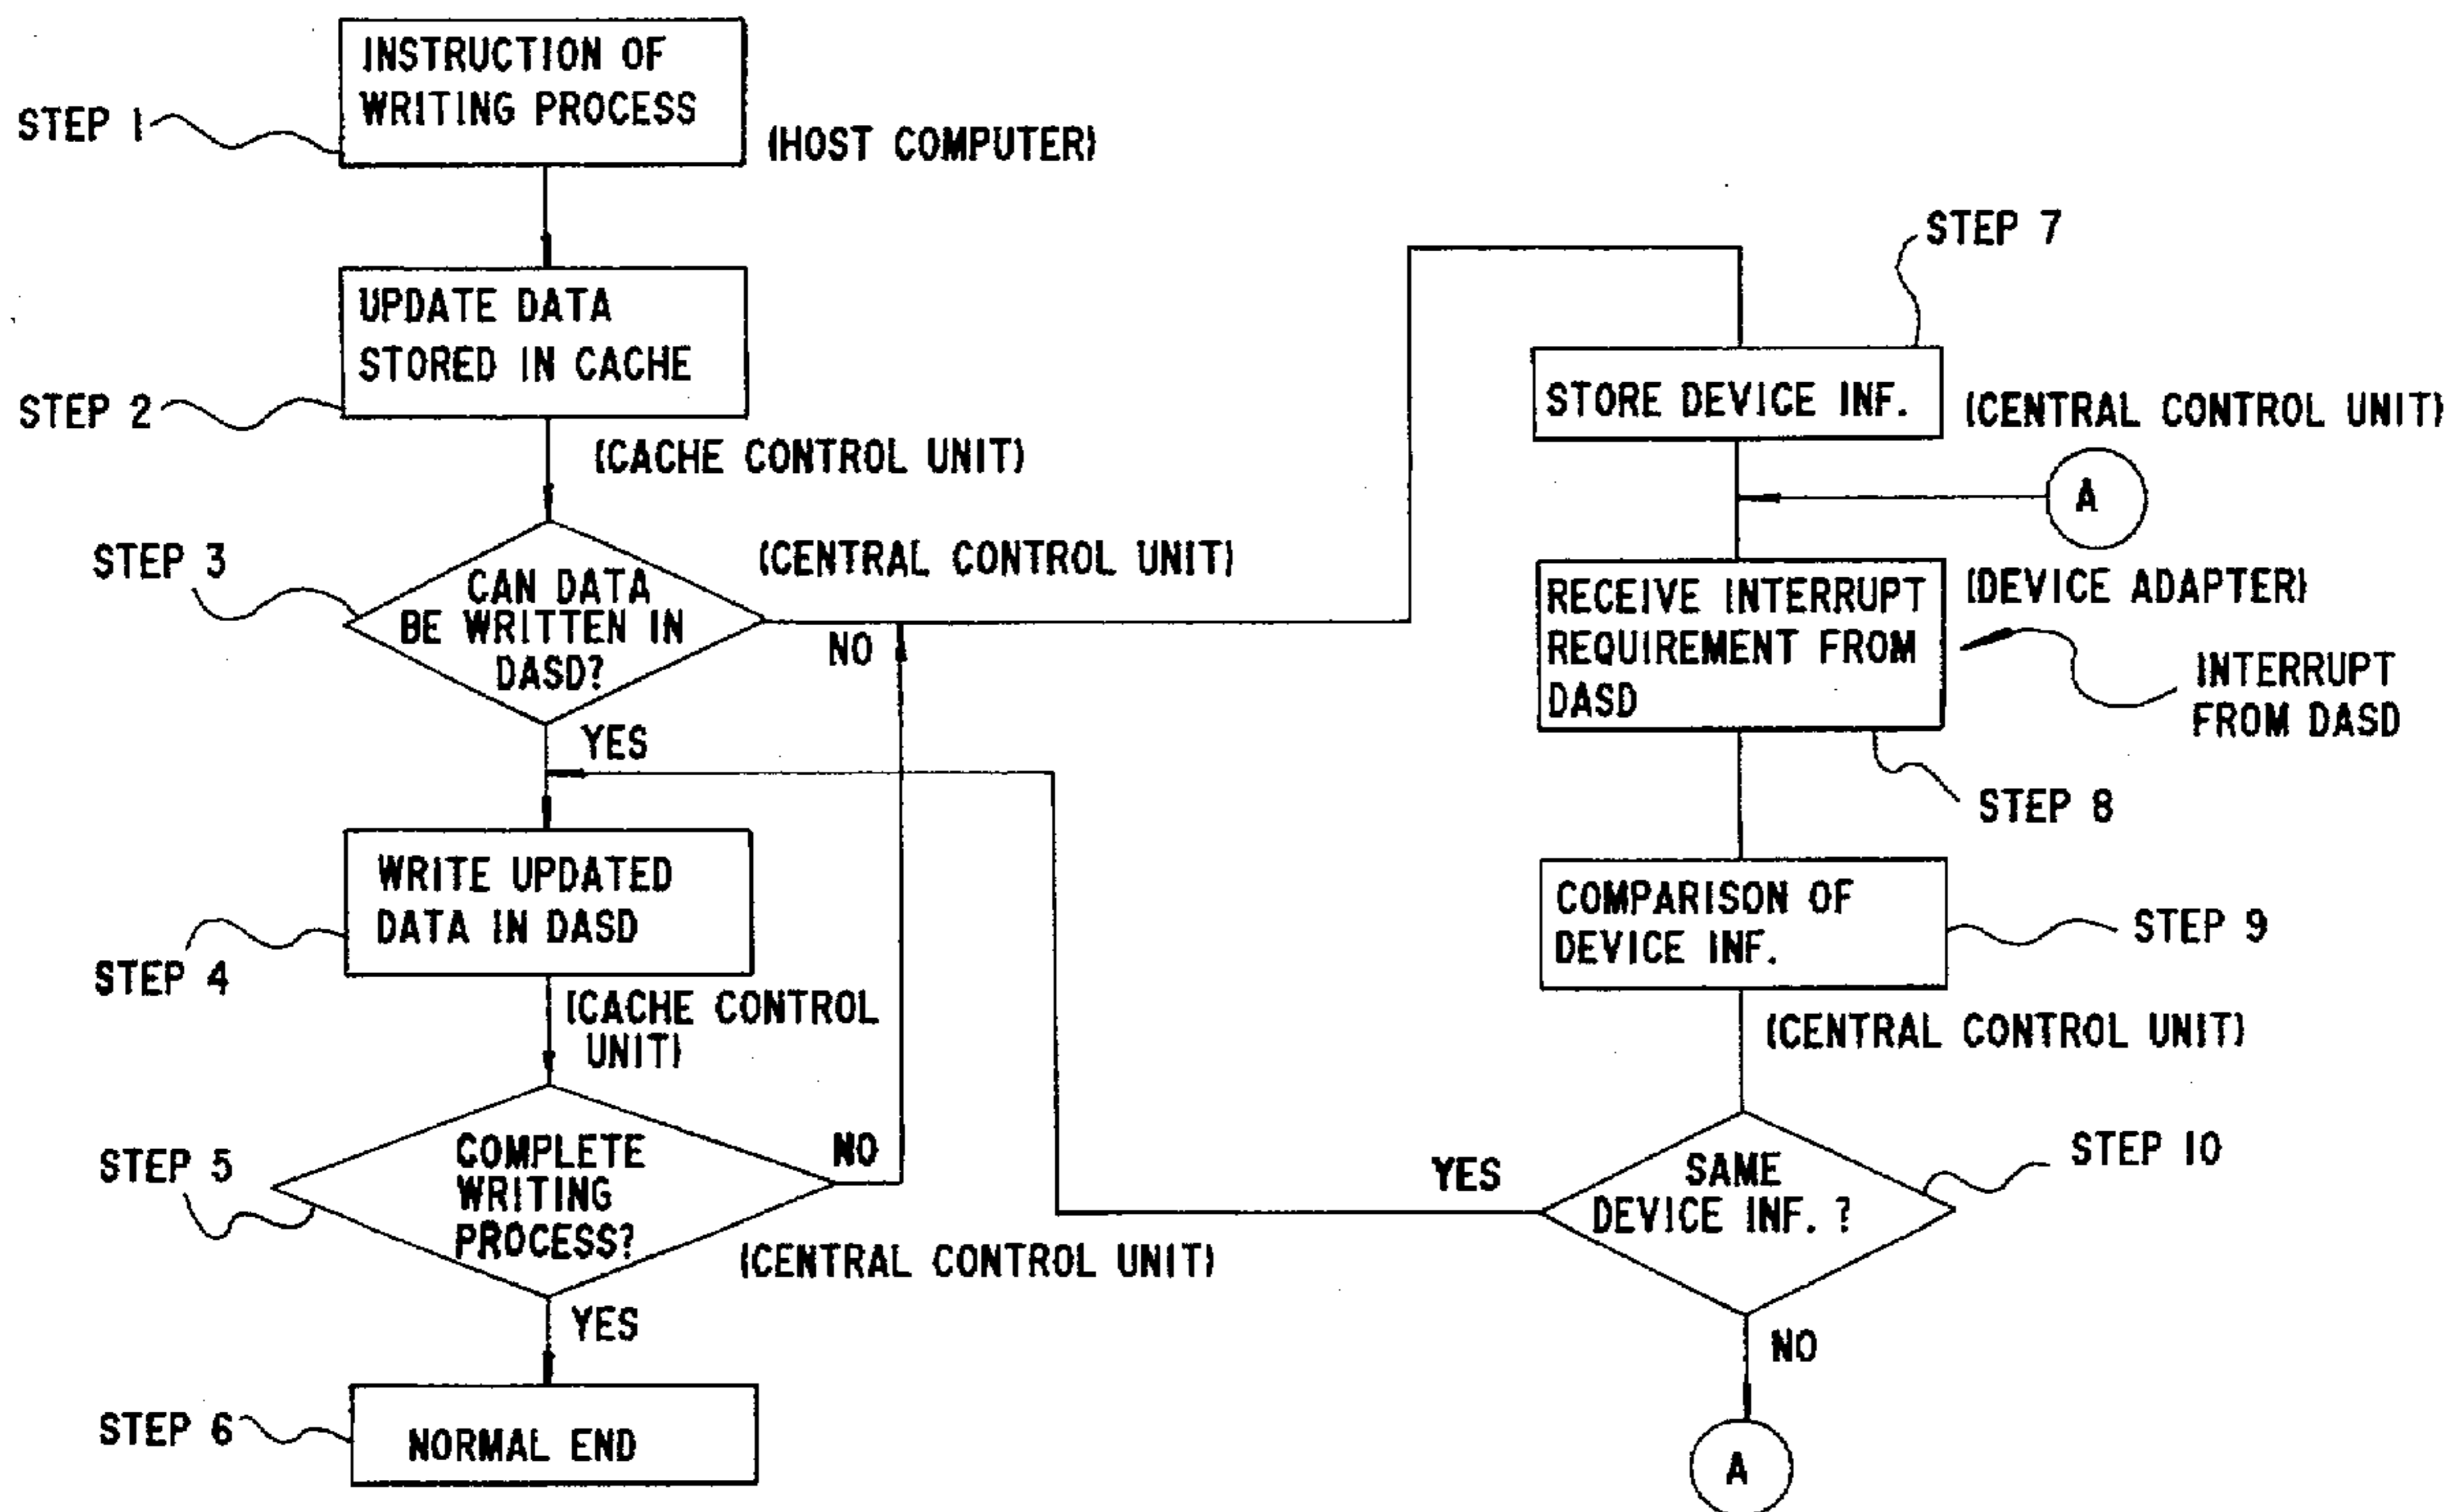 INSTRUCTION OF
WRITING PROCESS
STEP 1
(HOST COMPUTER)
UPDATE DATA
STORED IN CACHE
STEP 2
(CACHE CONTROL UNIT)
STEP 3
(CENTRAL CONTROL UNIT)
CAN DATA
BE WRITTEN IN
DASD?
NO
YES
WRITE UPDATED
DATA IN DASD
STEP 4
(CACHE CONTROL
UNIT)
STEP 5
COMPLETE
WRITING
PROCESS?
NO
(CENTRAL CONTROL UNIT)
YES
STEP 6
NORMAL END
STEP 7
STORE DEVICE INF.
(CENTRAL CONTROL UNIT)
A
RECEIVE INTERRUPT
REQUIREMENT FROM
DASD
(DEVICE ADAPTER)
INTERRUPT
FROM DASD
STEP 8
COMPARISON OF
DEVICE INF.
STEP 9
(CENTRAL CONTROL UNIT)
STEP 10
YES
SAME
DEVICE INF. ?
NO
A